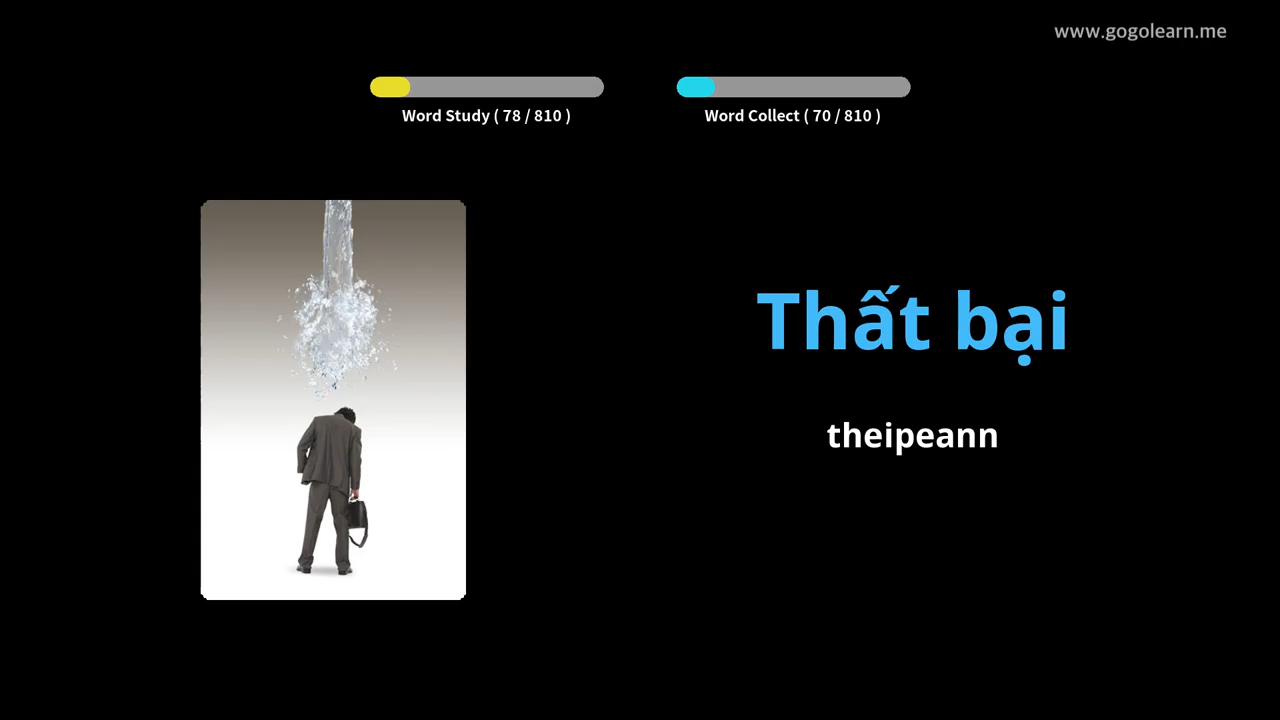 www.gogolearn.me
Word Study ( 78 / 810 )
Word Collect ( 70 / 810 )
Thất bại
theipeann